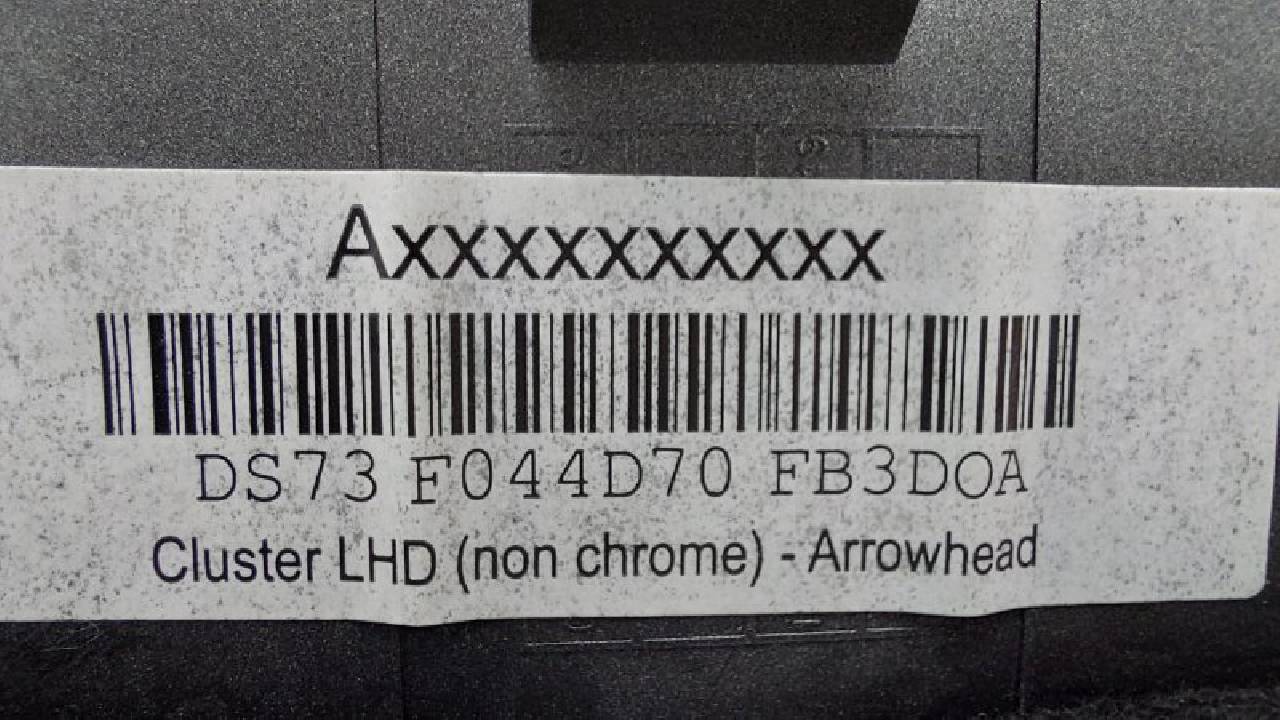 Axxxxxxxxxx
DS73 F044D70 FB3DOA
Cluster LHD (non chrome) - Arrowhead